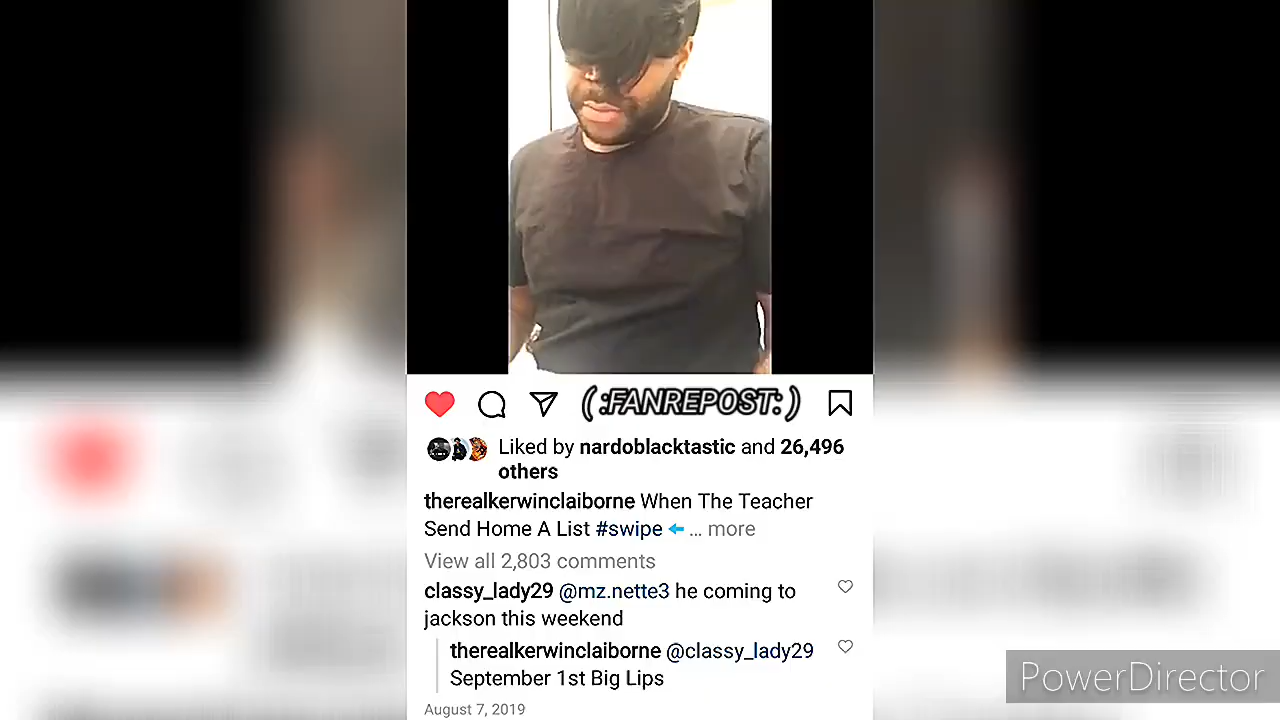 (:FANREPOST:)
Liked by nardoblacktastic and 26,496
others
therealkerwinclaiborne When The Teacher
Send Home A List #swipe ... more
View all 2,803 comments
classy_lady29 @mz.nette3 he coming to
jackson this weekend
therealkerwinclaiborne @classy_lady29
September 1st Big Lips
August 7, 2019
PowerDirector